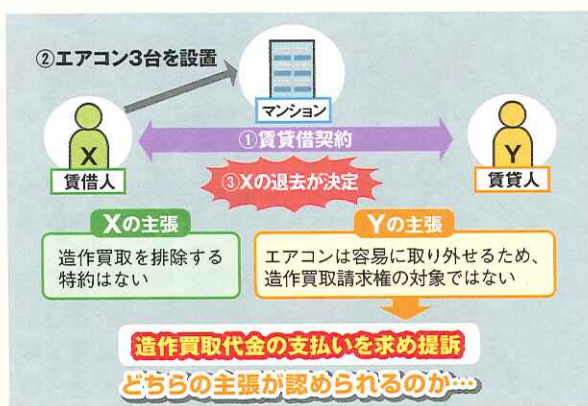 ②エアコン3台を設置
マンション
①賃貸借契約
X
賃借人
Y
賃貸人
③Xの退去が決定
Xの主張
造作買取を排除する
特約はない
Yの主張
エアコンは容易に取り外せるため、
造作買取請求権の対象ではない
造作買取代金の支払いを求め提訴
どちらの主張が認められるのか…